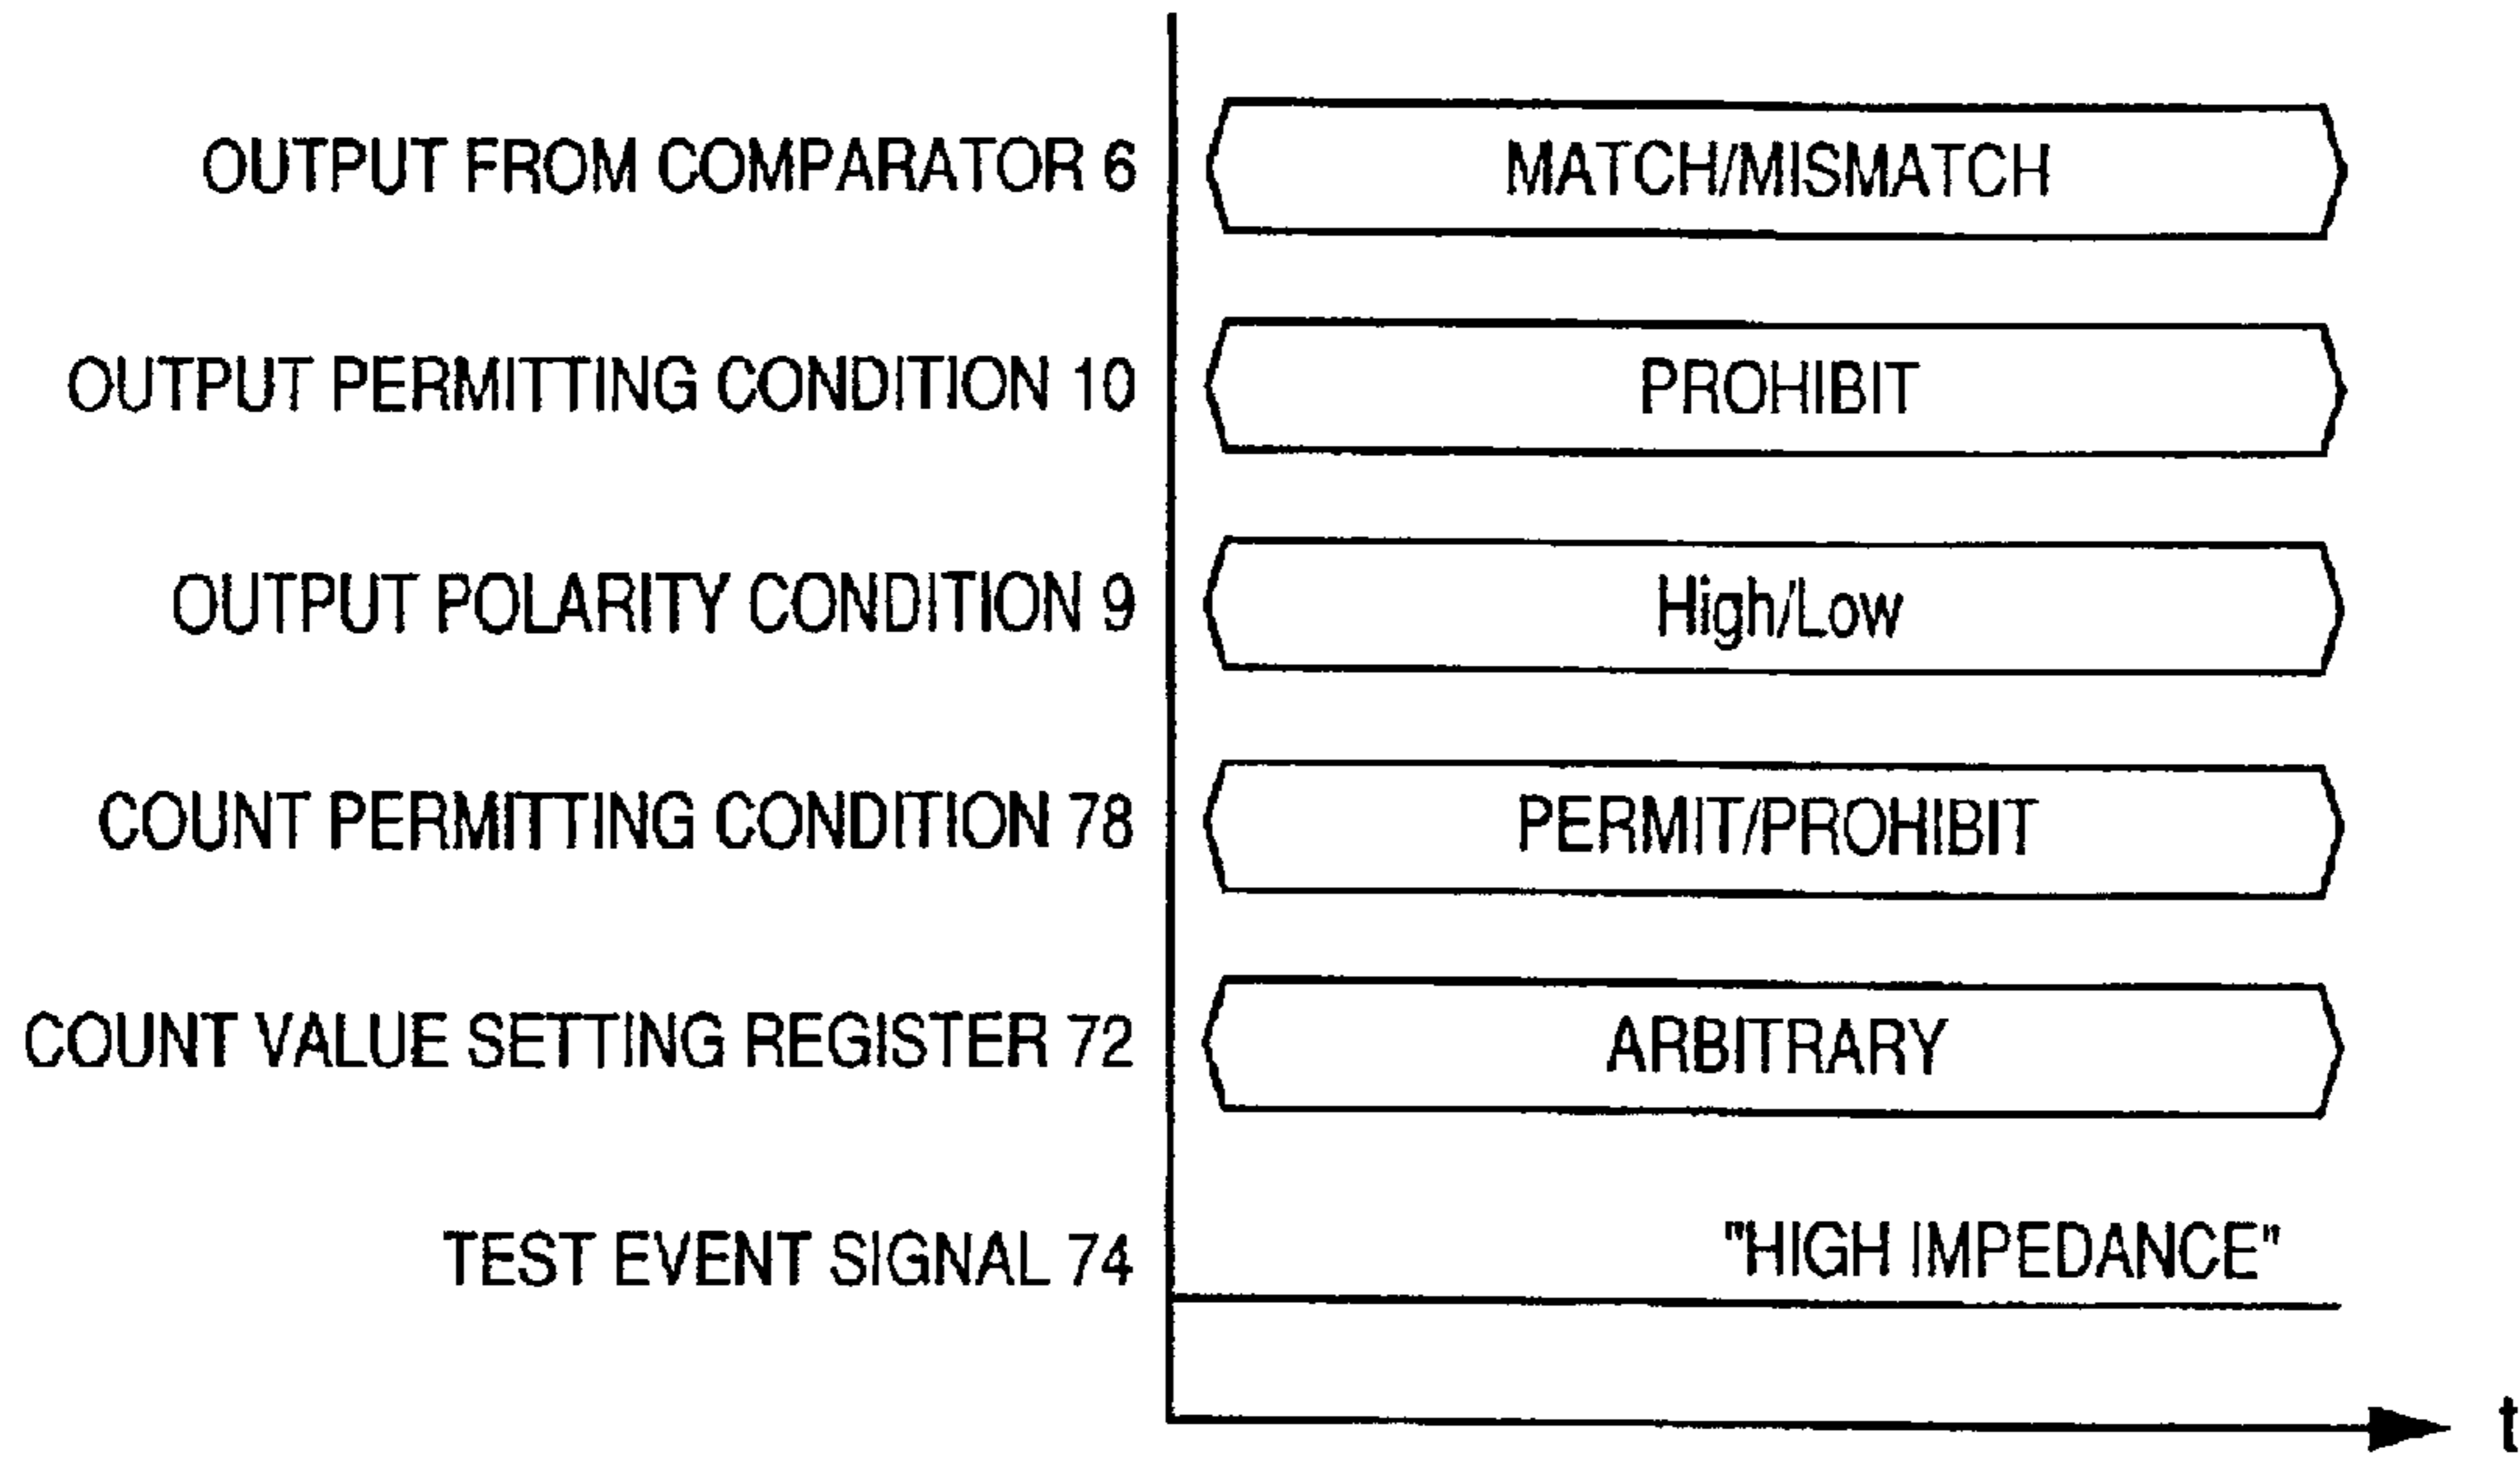 OUTPUT FROM COMPARATOR 6 MATCH/MISMATCH
OUTPUT PERMITTING CONDITION 10 PROHIBIT
OUTPUT POLARITY CONDITION 9 High/Low
COUNT PERMITTING CONDITION 78 PERMIT/PROHIBIT
COUNT VALUE SETTING REGISTER 72 ARBITRARY
TEST EVENT SIGNAL 74 "HIGH IMPEDANCE"
t